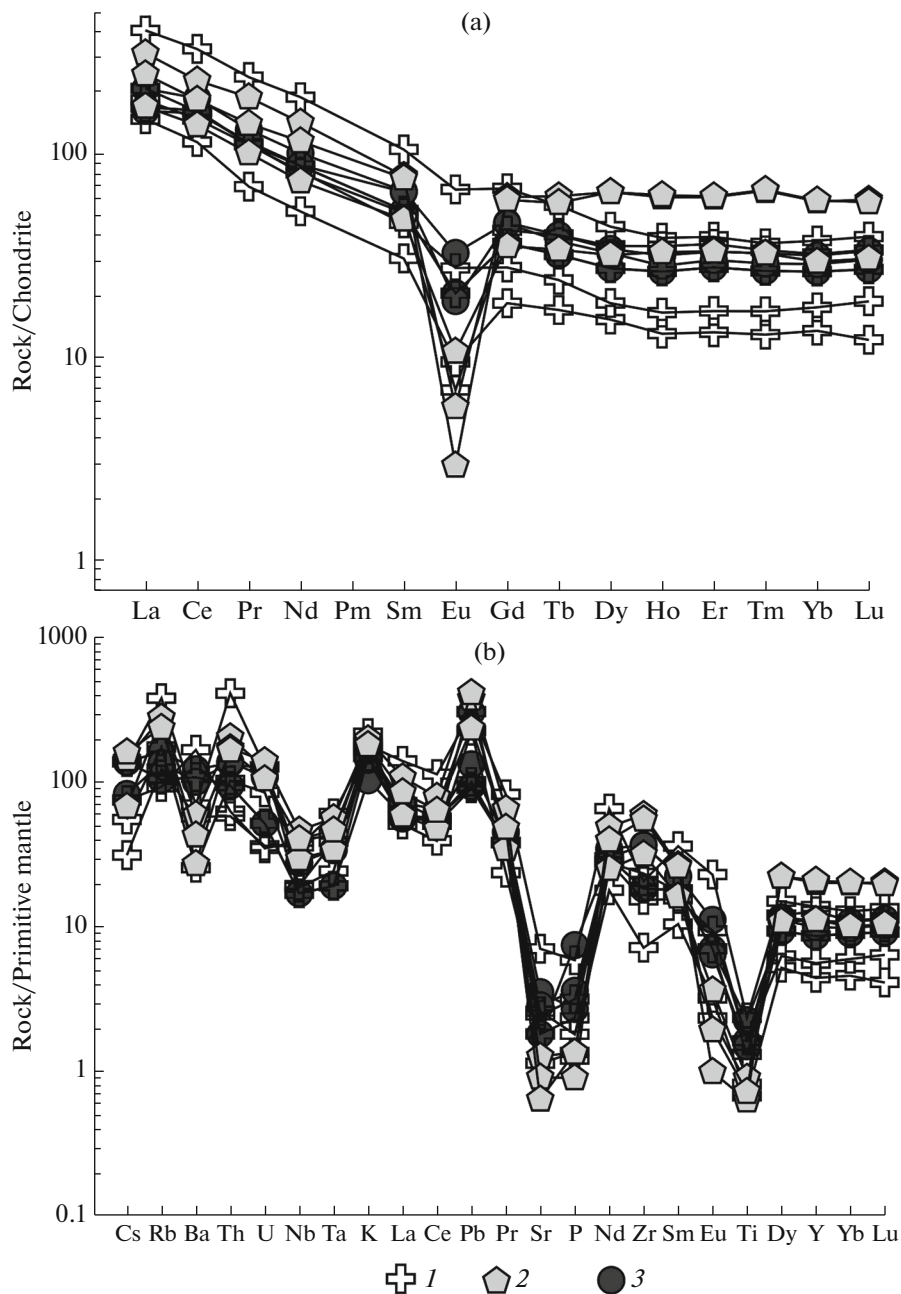 (a)
Rock/Chondrite
100
10
1
La Ce Pr Nd Pm Sm Eu Gd Tb Dy Ho Er Tm Yb Lu
(b)
Rock/Primitive mantle
1000
100
10
1
0.1
Cs Rb Ba Th U Nb Ta K La Ce Pb Pr Sr P Nd Zr Sm Eu Ti Dy Y Yb Lu
1 2 3